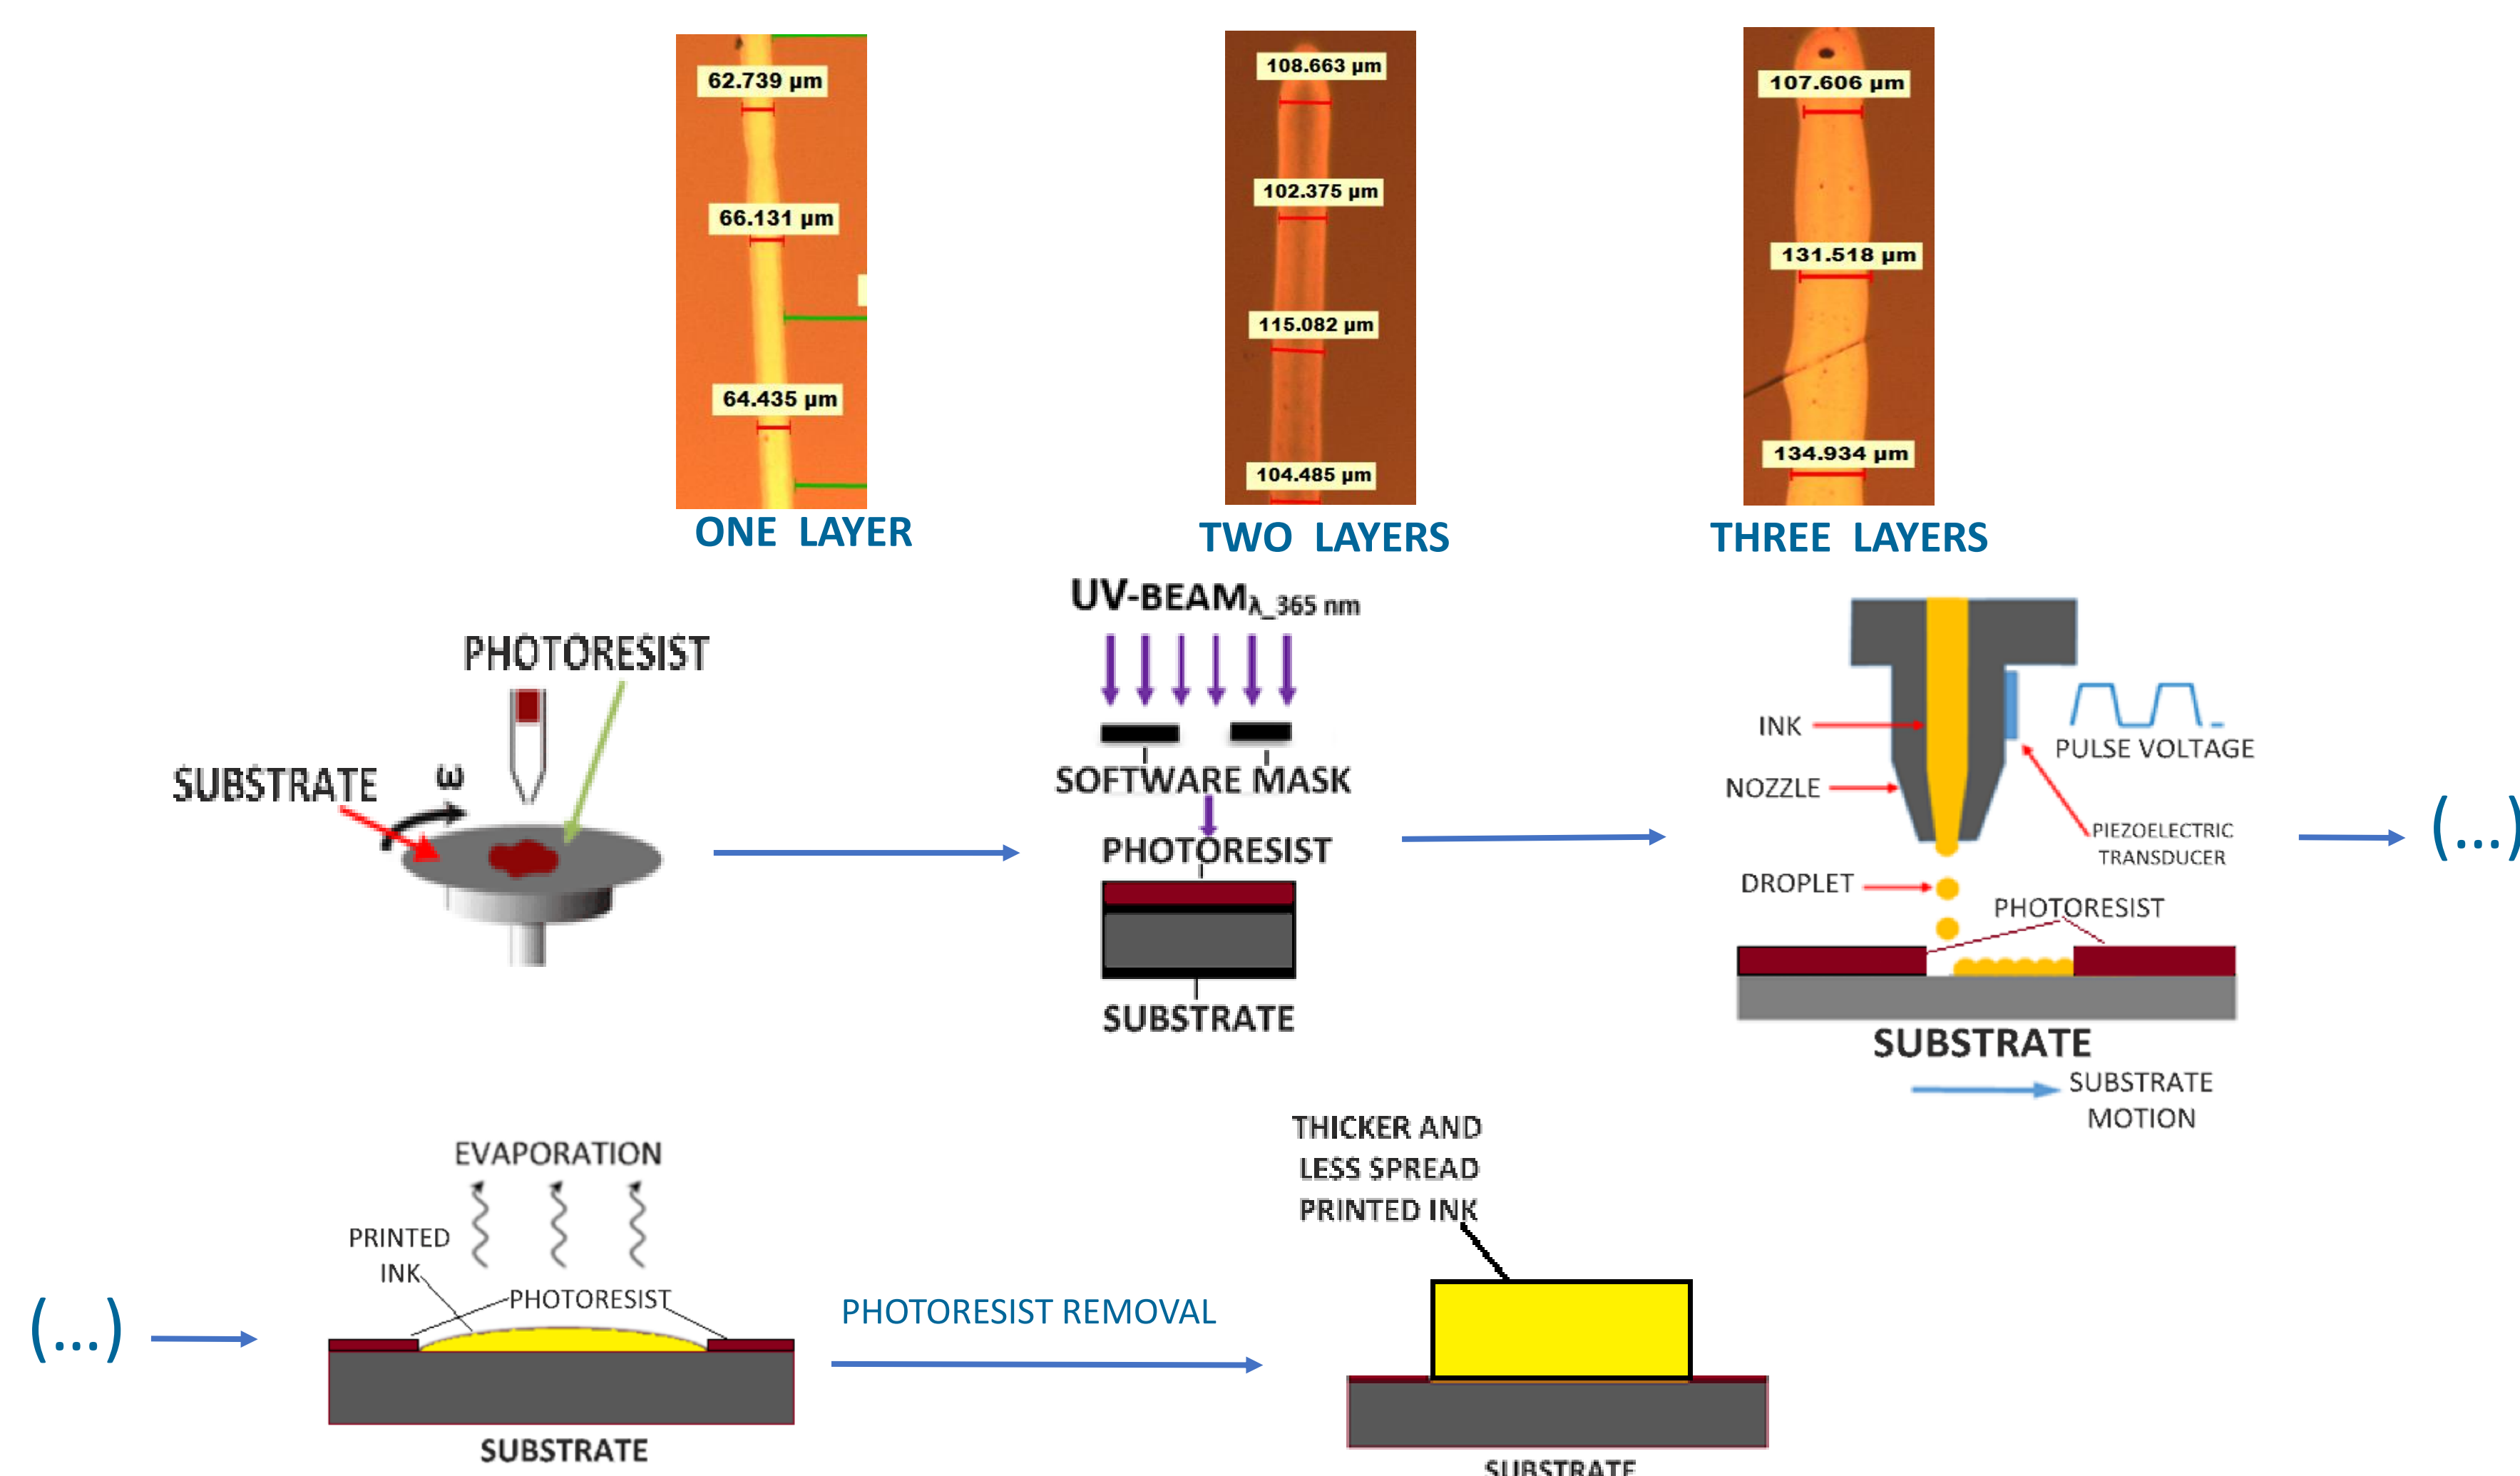 62.739 µm
66.131 µm
64.435 µm
ONE LAYER
108.663 µm
102.375 µm
115.082 µm
104.485 µm
TWO LAYERS
107.606 µm
131.518 µm
134.934 µm
THREE LAYERS
PHOTORESIST
SUBSTRATE
ω
UV-BEAMλ_365 nm
SOFTWARE MASK
PHOTORESIST
SUBSTRATE
INK
NOZZLE
DROPLET
PULSE VOLTAGE
PIEZOELECTRIC
TRANSDUCER
PHOTORESIST
SUBSTRATE
SUBSTRATE
MOTION
(...)
(...)
EVAPORATION
PRINTED
INK
PHOTORESIST
SUBSTRATE
PHOTORESIST REMOVAL
THICKER AND
LESS SPREAD
PRINTED INK
SUBSTRATE